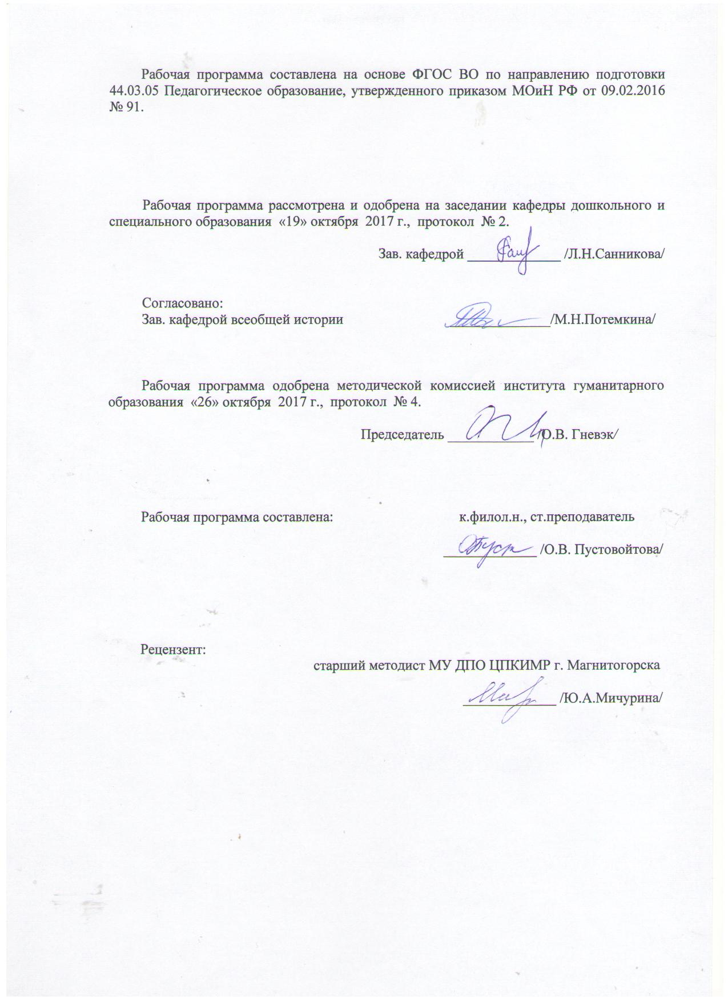 Рабочая программа составлена на основе ФГОС ВО по направлению подготовки
44.03.05 Педагогическое образование, утвержденного приказом МОиН РФ от 09.02.2016
№ 91.
Рабочая программа рассмотрена и одобрена на заседании кафедры дошкольного и
специального образования «19» октября 2017 г., протокол № 2.
Зав. кафедрой _____________ /Л.Н.Санникова/
Согласовано:
Зав. кафедрой всеобщей истории ______________/М.Н.Потемкина/
Рабочая программа одобрена методической комиссией института гуманитарного
образования «26» октября 2017 г., протокол № 4.
Председатель ____________ /О.В. Гневэк/
Рабочая программа составлена: к.филол.н., ст.преподаватель
_____________ /О.В. Пустовойтова/
Рецензент:
старший методист МУ ДПО ЦПКИМР г. Магнитогорска
_____________ /Ю.А.Мичурина/